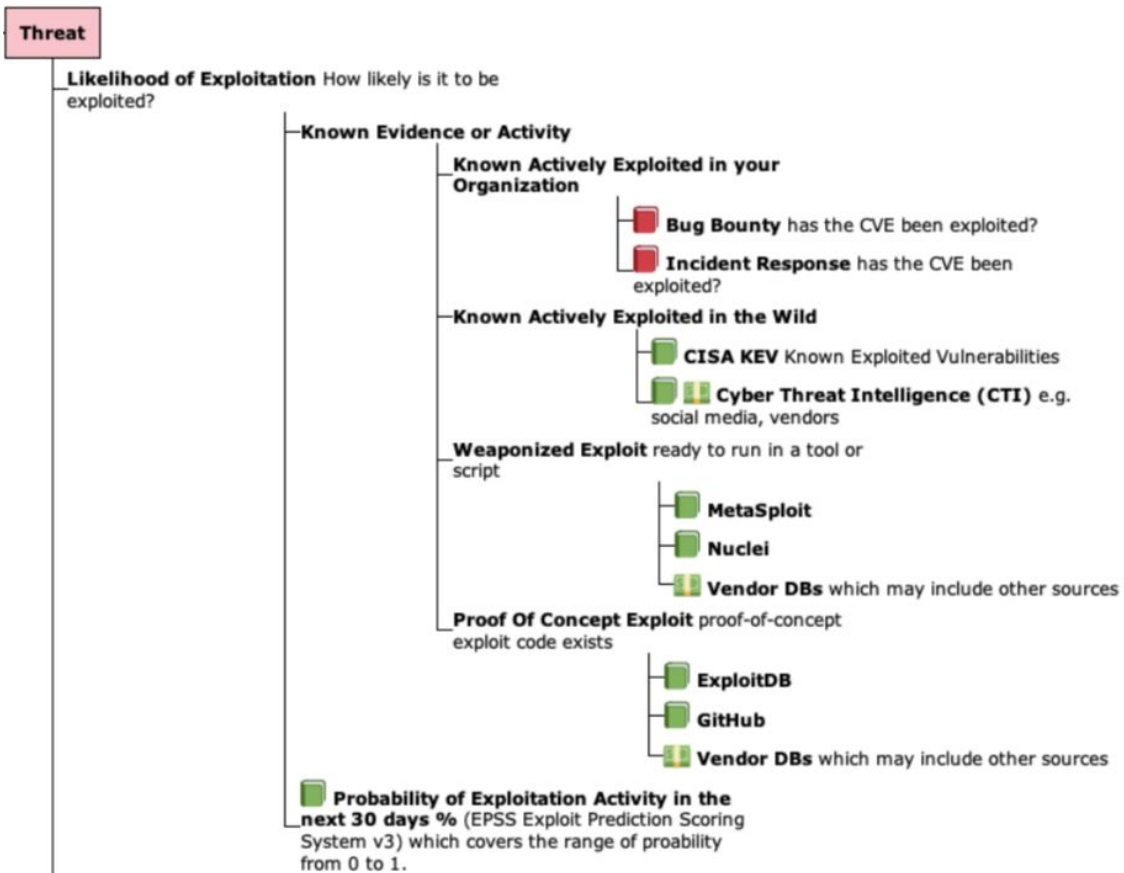 Threat
Likelihood of Exploitation How likely is it to be
exploited?
Known Evidence or Activity
Known Actively Exploited in your
Organization
Bug Bounty has the CVE been exploited?
Incident Response has the CVE been
exploited?
Known Actively Exploited in the Wild
CISA KEV Known Exploited Vulnerabilities
Cyber Threat Intelligence (CTI) e.g.
social media, vendors
Weaponized Exploit ready to run in a tool or
script
MetaSploit
Nuclei
Vendor DBs which may include other sources
Proof Of Concept Exploit proof-of-concept
exploit code exists
ExploitDB
GitHub
Vendor DBs which may include other sources
Probability of Exploitation Activity in the
next 30 days % (EPSS Exploit Prediction Scoring
System v3) which covers the range of proability
from 0 to 1.